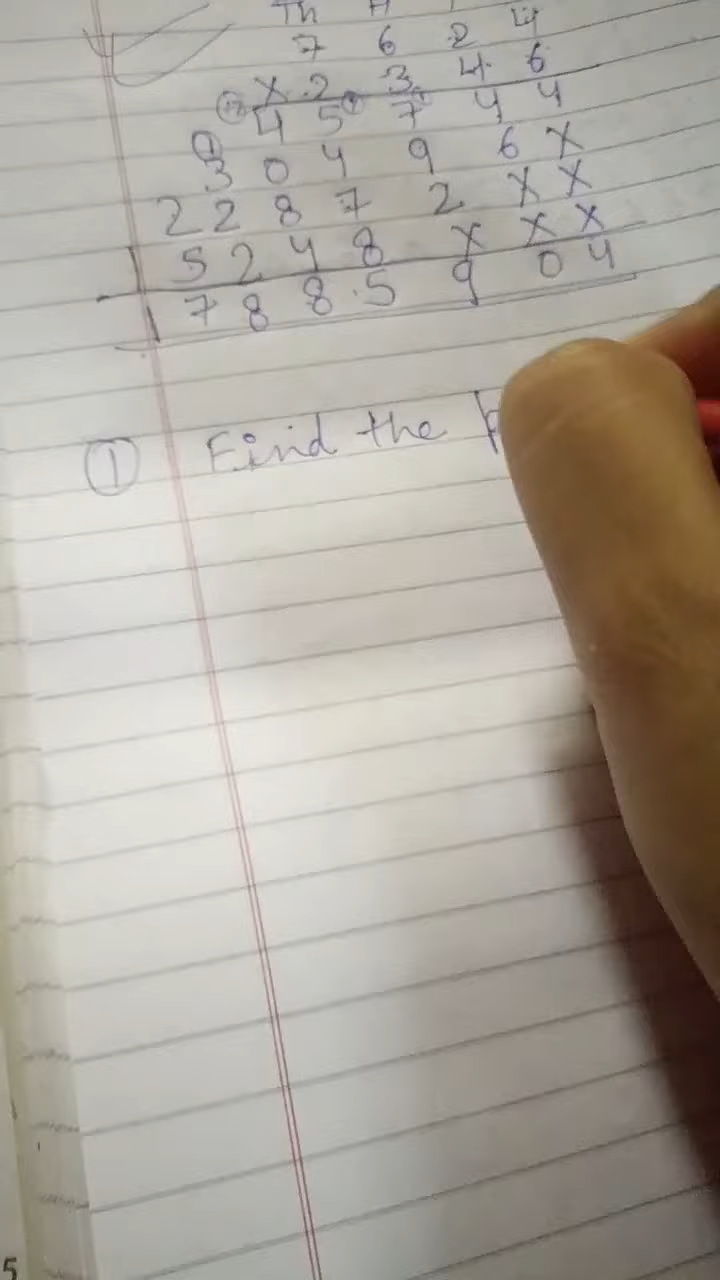 Th H
7 6 2 4
X 2 3 4 6
4 5 7 4 4
3 0 4 9 6 X
2 2 8 7 2 X X
1 5 2 4 8 X X X
1 7 8 8 5 9 0 4
① Find the
5